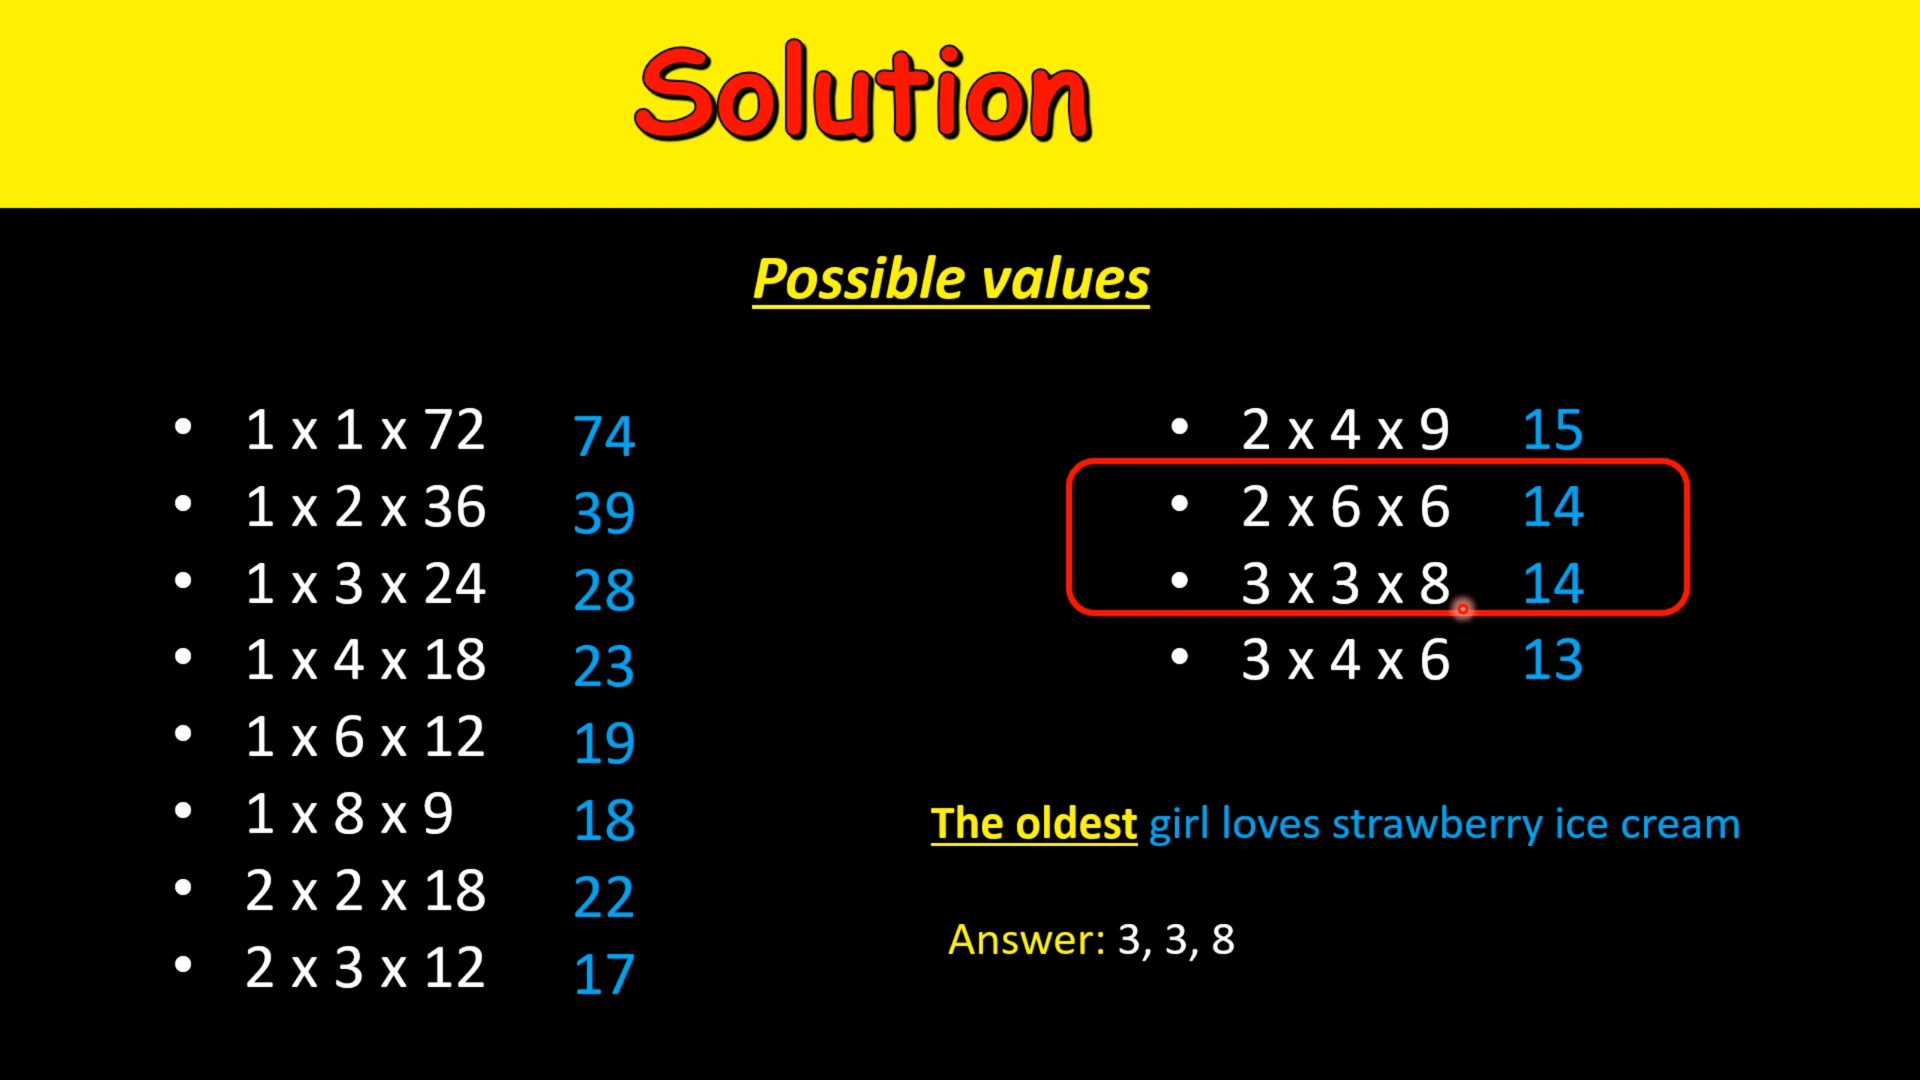 Solution
Possible values
• 1 x 1 x 72 74
• 1 x 2 x 36 39
• 1 x 3 x 24 28
• 1 x 4 x 18 23
• 1 x 6 x 12 19
• 1 x 8 x 9 18
• 2 x 2 x 18 22
• 2 x 3 x 12 17
• 2 x 4 x 9 15
• 2 x 6 x 6 14
• 3 x 3 x 8 14
• 3 x 4 x 6 13
The oldest girl loves strawberry ice cream
Answer: 3, 3, 8